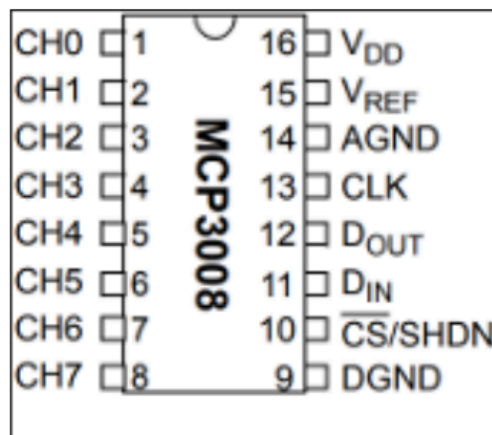 CH0 1 16 VDD
CH1 2 15 VREF
CH2 3 14 AGND
CH3 4 13 CLK
CH4 5 12 DOUT
CH5 6 11 DIN
CH6 7 10 C̅S̅/SHDN
CH7 8 9 DGND
MCP3008